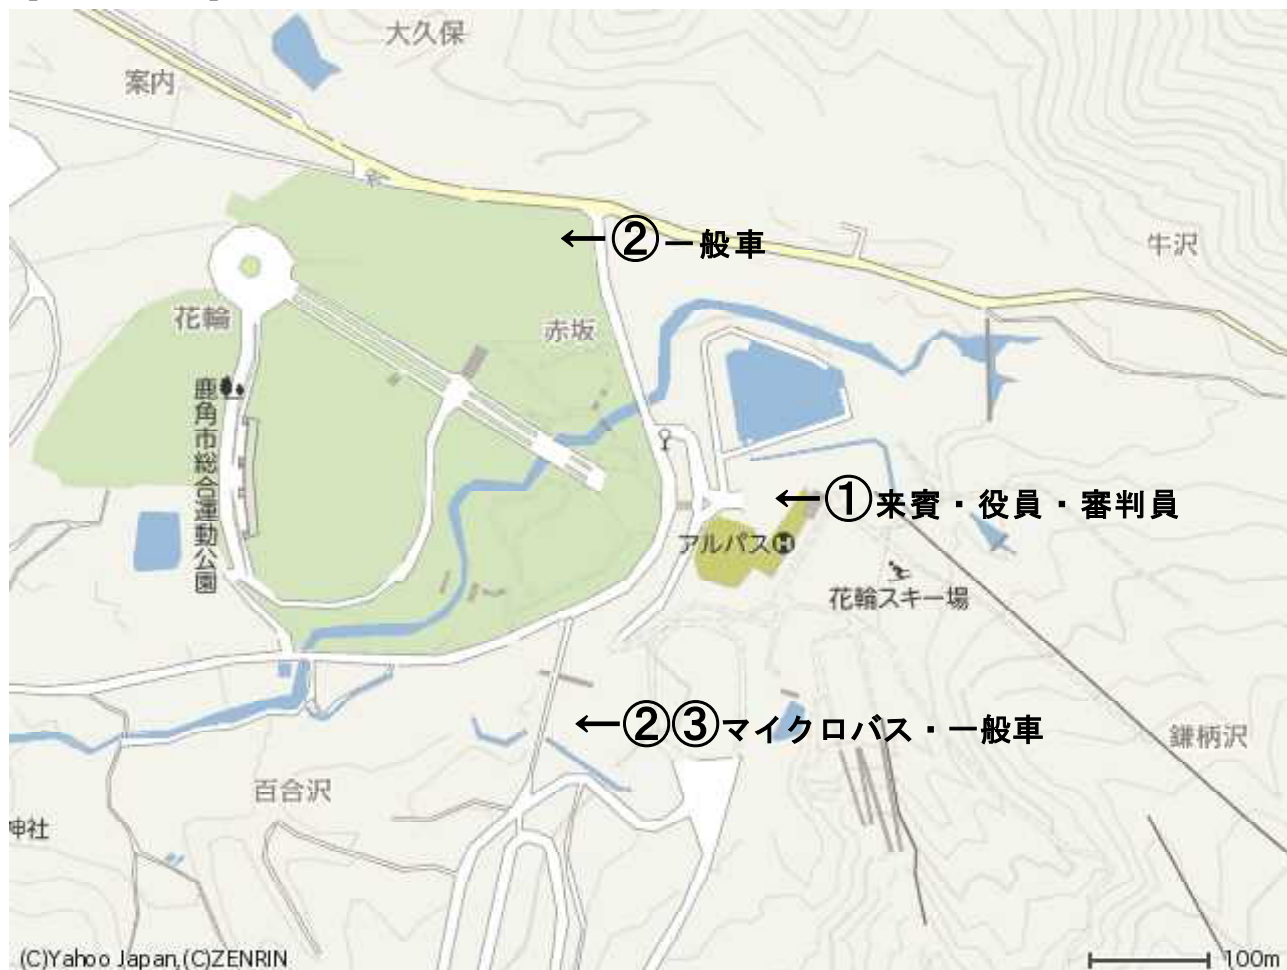 大久保
案内
←②一般車
牛沢
花輪
赤坂
鹿角市総合運動公園
←①来賓・役員・審判員
アルパスH
花輪スキー場
←②③マイクロバス・一般車
鎌柄沢
百合沢
神社
(C)Yahoo Japan,(C)ZENRIN
100m